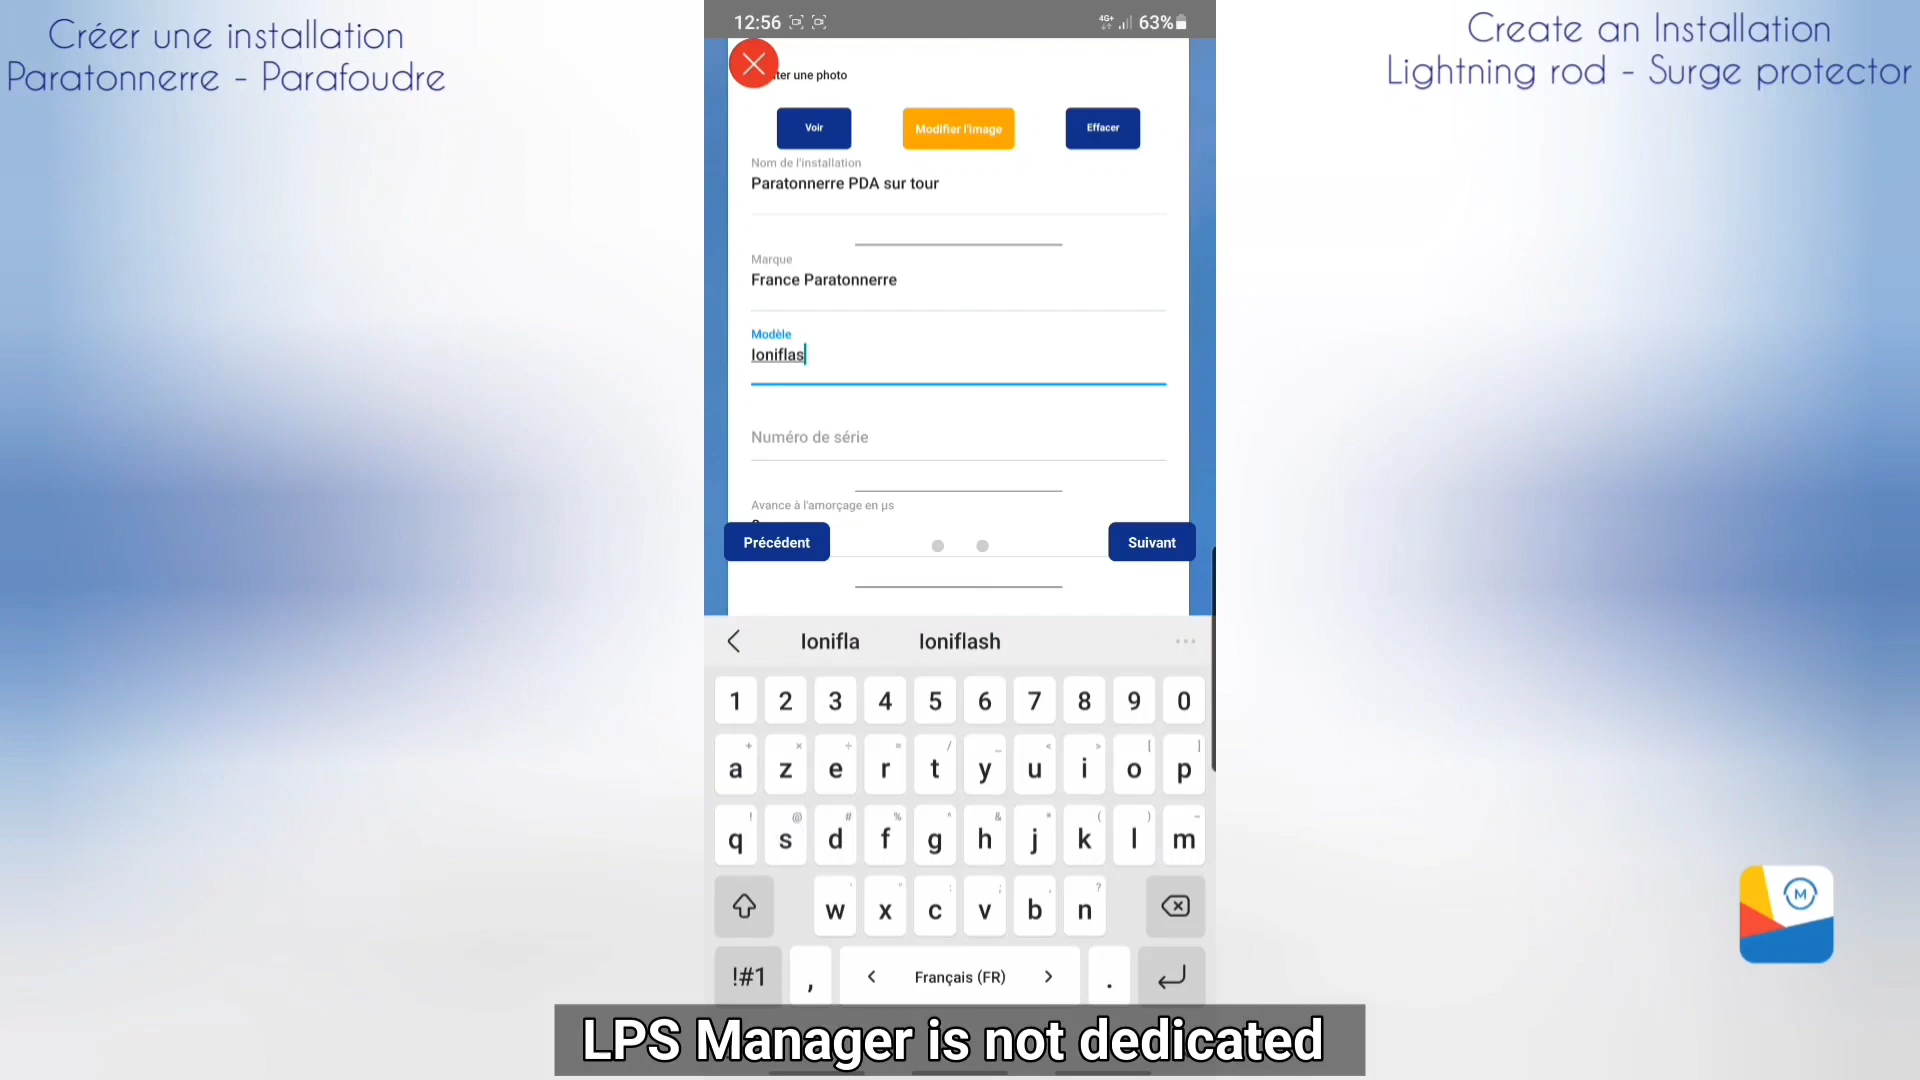 Créer une installation
Paratonnerre - Parafoudre
Create an Installation
Lightning rod - Surge protector
12:56
4G+
63%
ter une photo
Voir
Modifier l'image
Effacer
Nom de l'installation
Paratonnerre PDA sur tour
Marque
France Paratonnerre
Modèle
Ioniflas
Numéro de série
Avance à l'amorçage en µs
Précédent
Suivant
Ionifla
Ioniflash
1 2 3 4 5 6 7 8 9 0
+ × ÷ = / _ < > [ ]
a z e r t y u i o p
! @ # % ^ & * ( ) -
q s d f g h j k l m
' " : ; , ?
w x c v b n
!#1 , < Français (FR) > .
M
LPS Manager is not dedicated